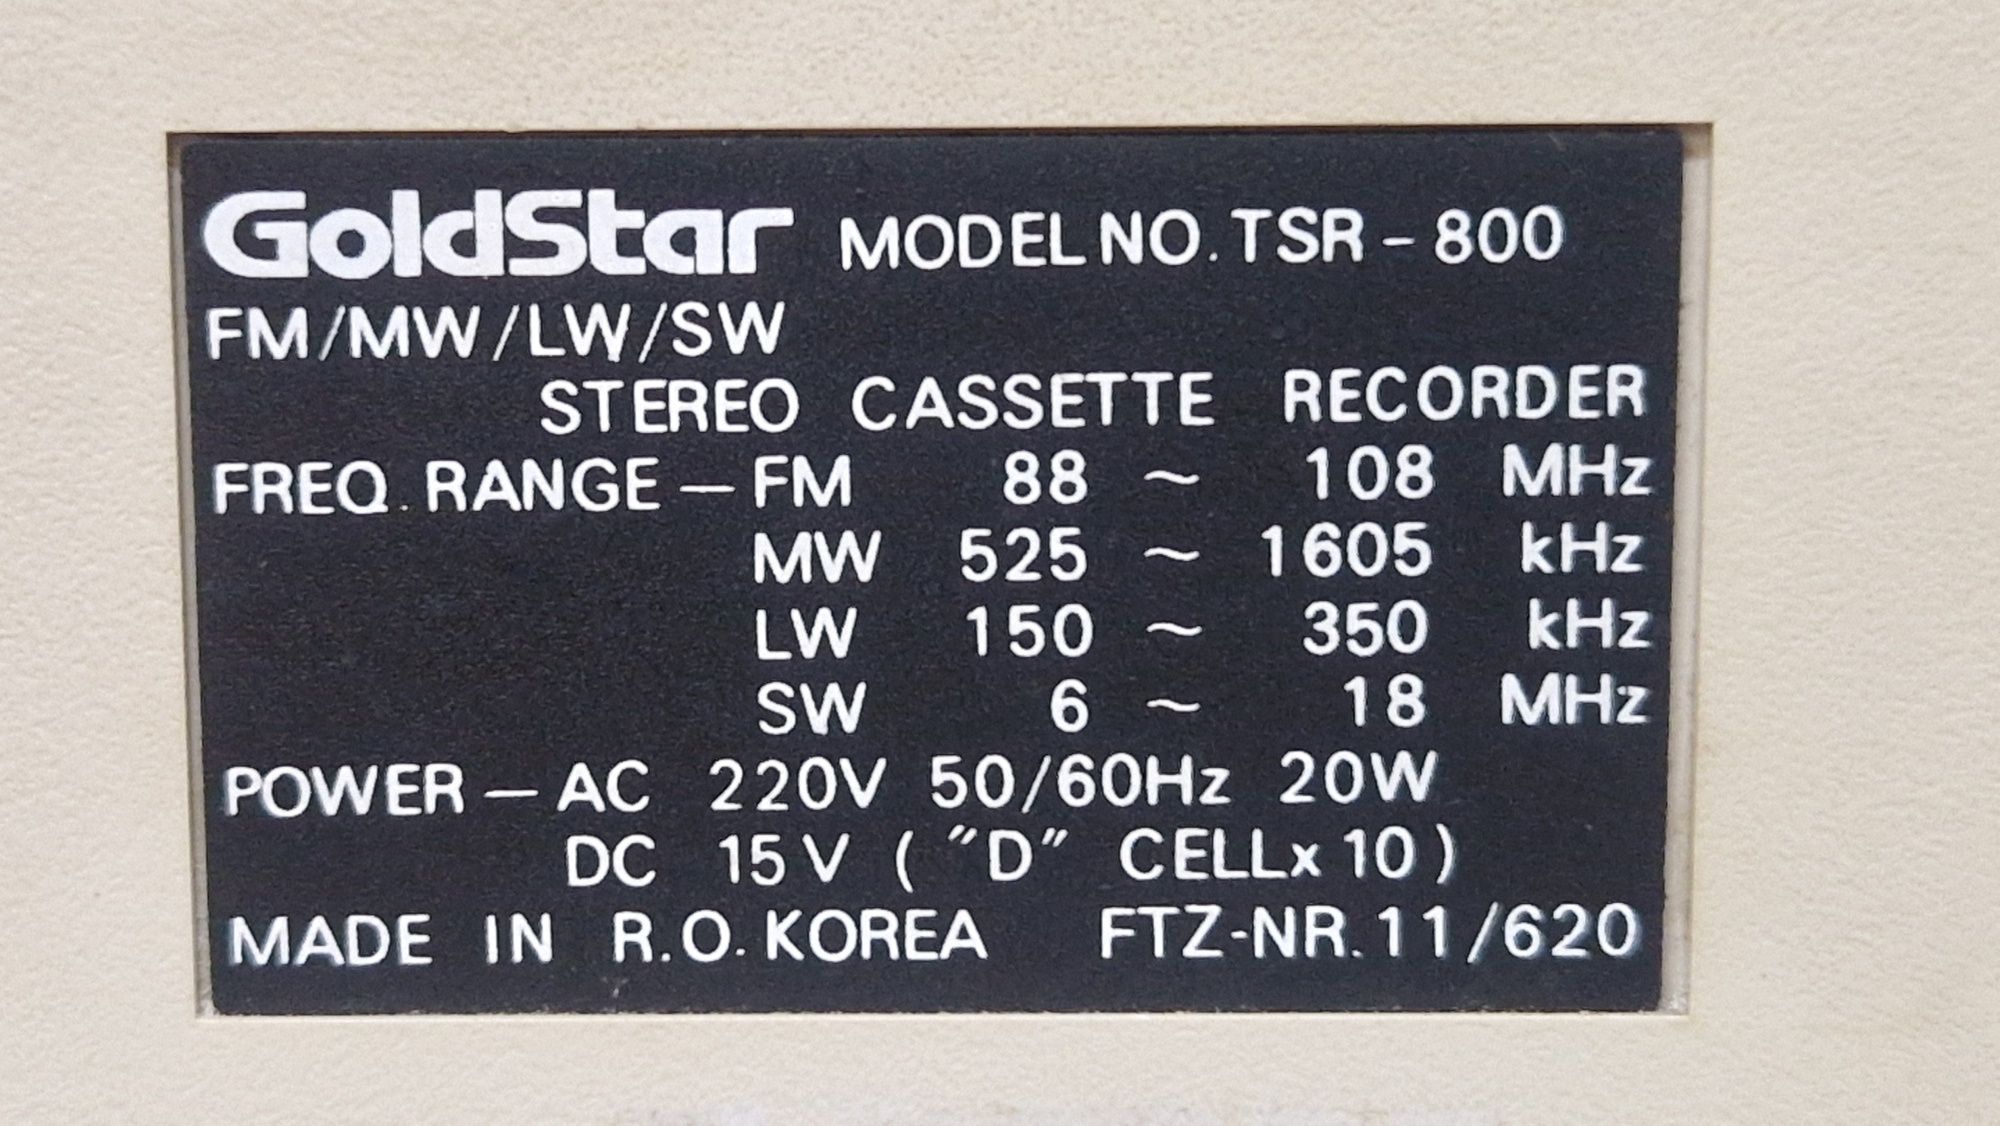 GoldStar MODEL NO. TSR-800
FM/MW/LW/SW
STEREO CASSETTE RECORDER
FREQ. RANGE — FM 88 ~ 108 MHz
MW 525 ~ 1605 kHz
LW 150 ~ 350 kHz
SW 6 ~ 18 MHz
POWER — AC 220V 50/60Hz 20W
DC 15V ("D" CELLx10)
MADE IN R.O.KOREA FTZ-NR.11/620